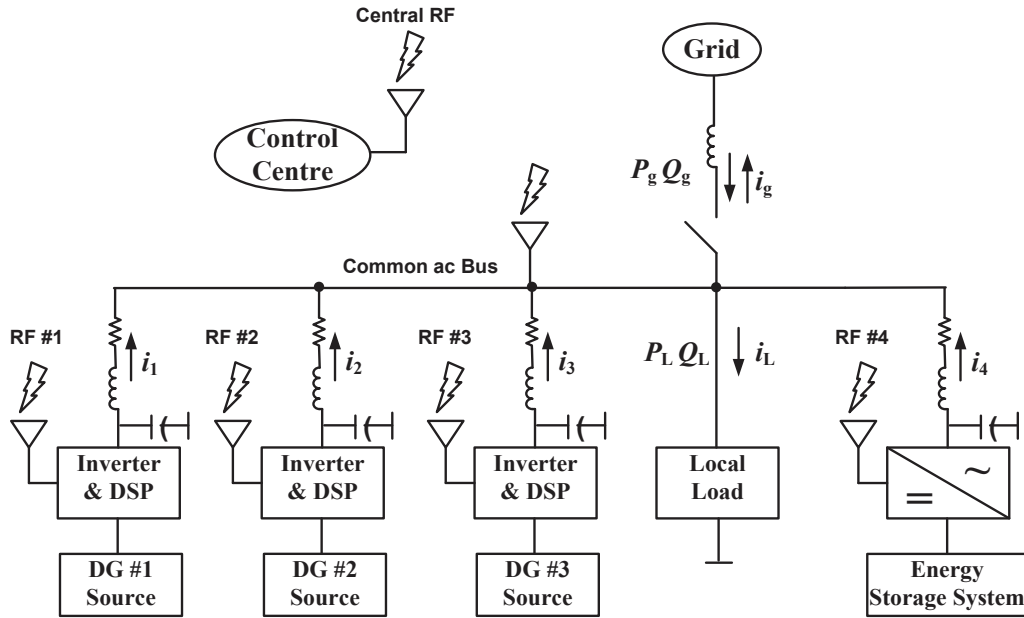 Central RF
Grid
Control
Centre
P_g Q_g
i_g
Common ac Bus
RF #1
RF #2
RF #3
RF #4
i_1
i_2
i_3
P_L Q_L
i_L
i_4
Inverter
& DSP
Inverter
& DSP
Inverter
& DSP
Local
Load
~
=
DG #1
Source
DG #2
Source
DG #3
Source
Energy
Storage System